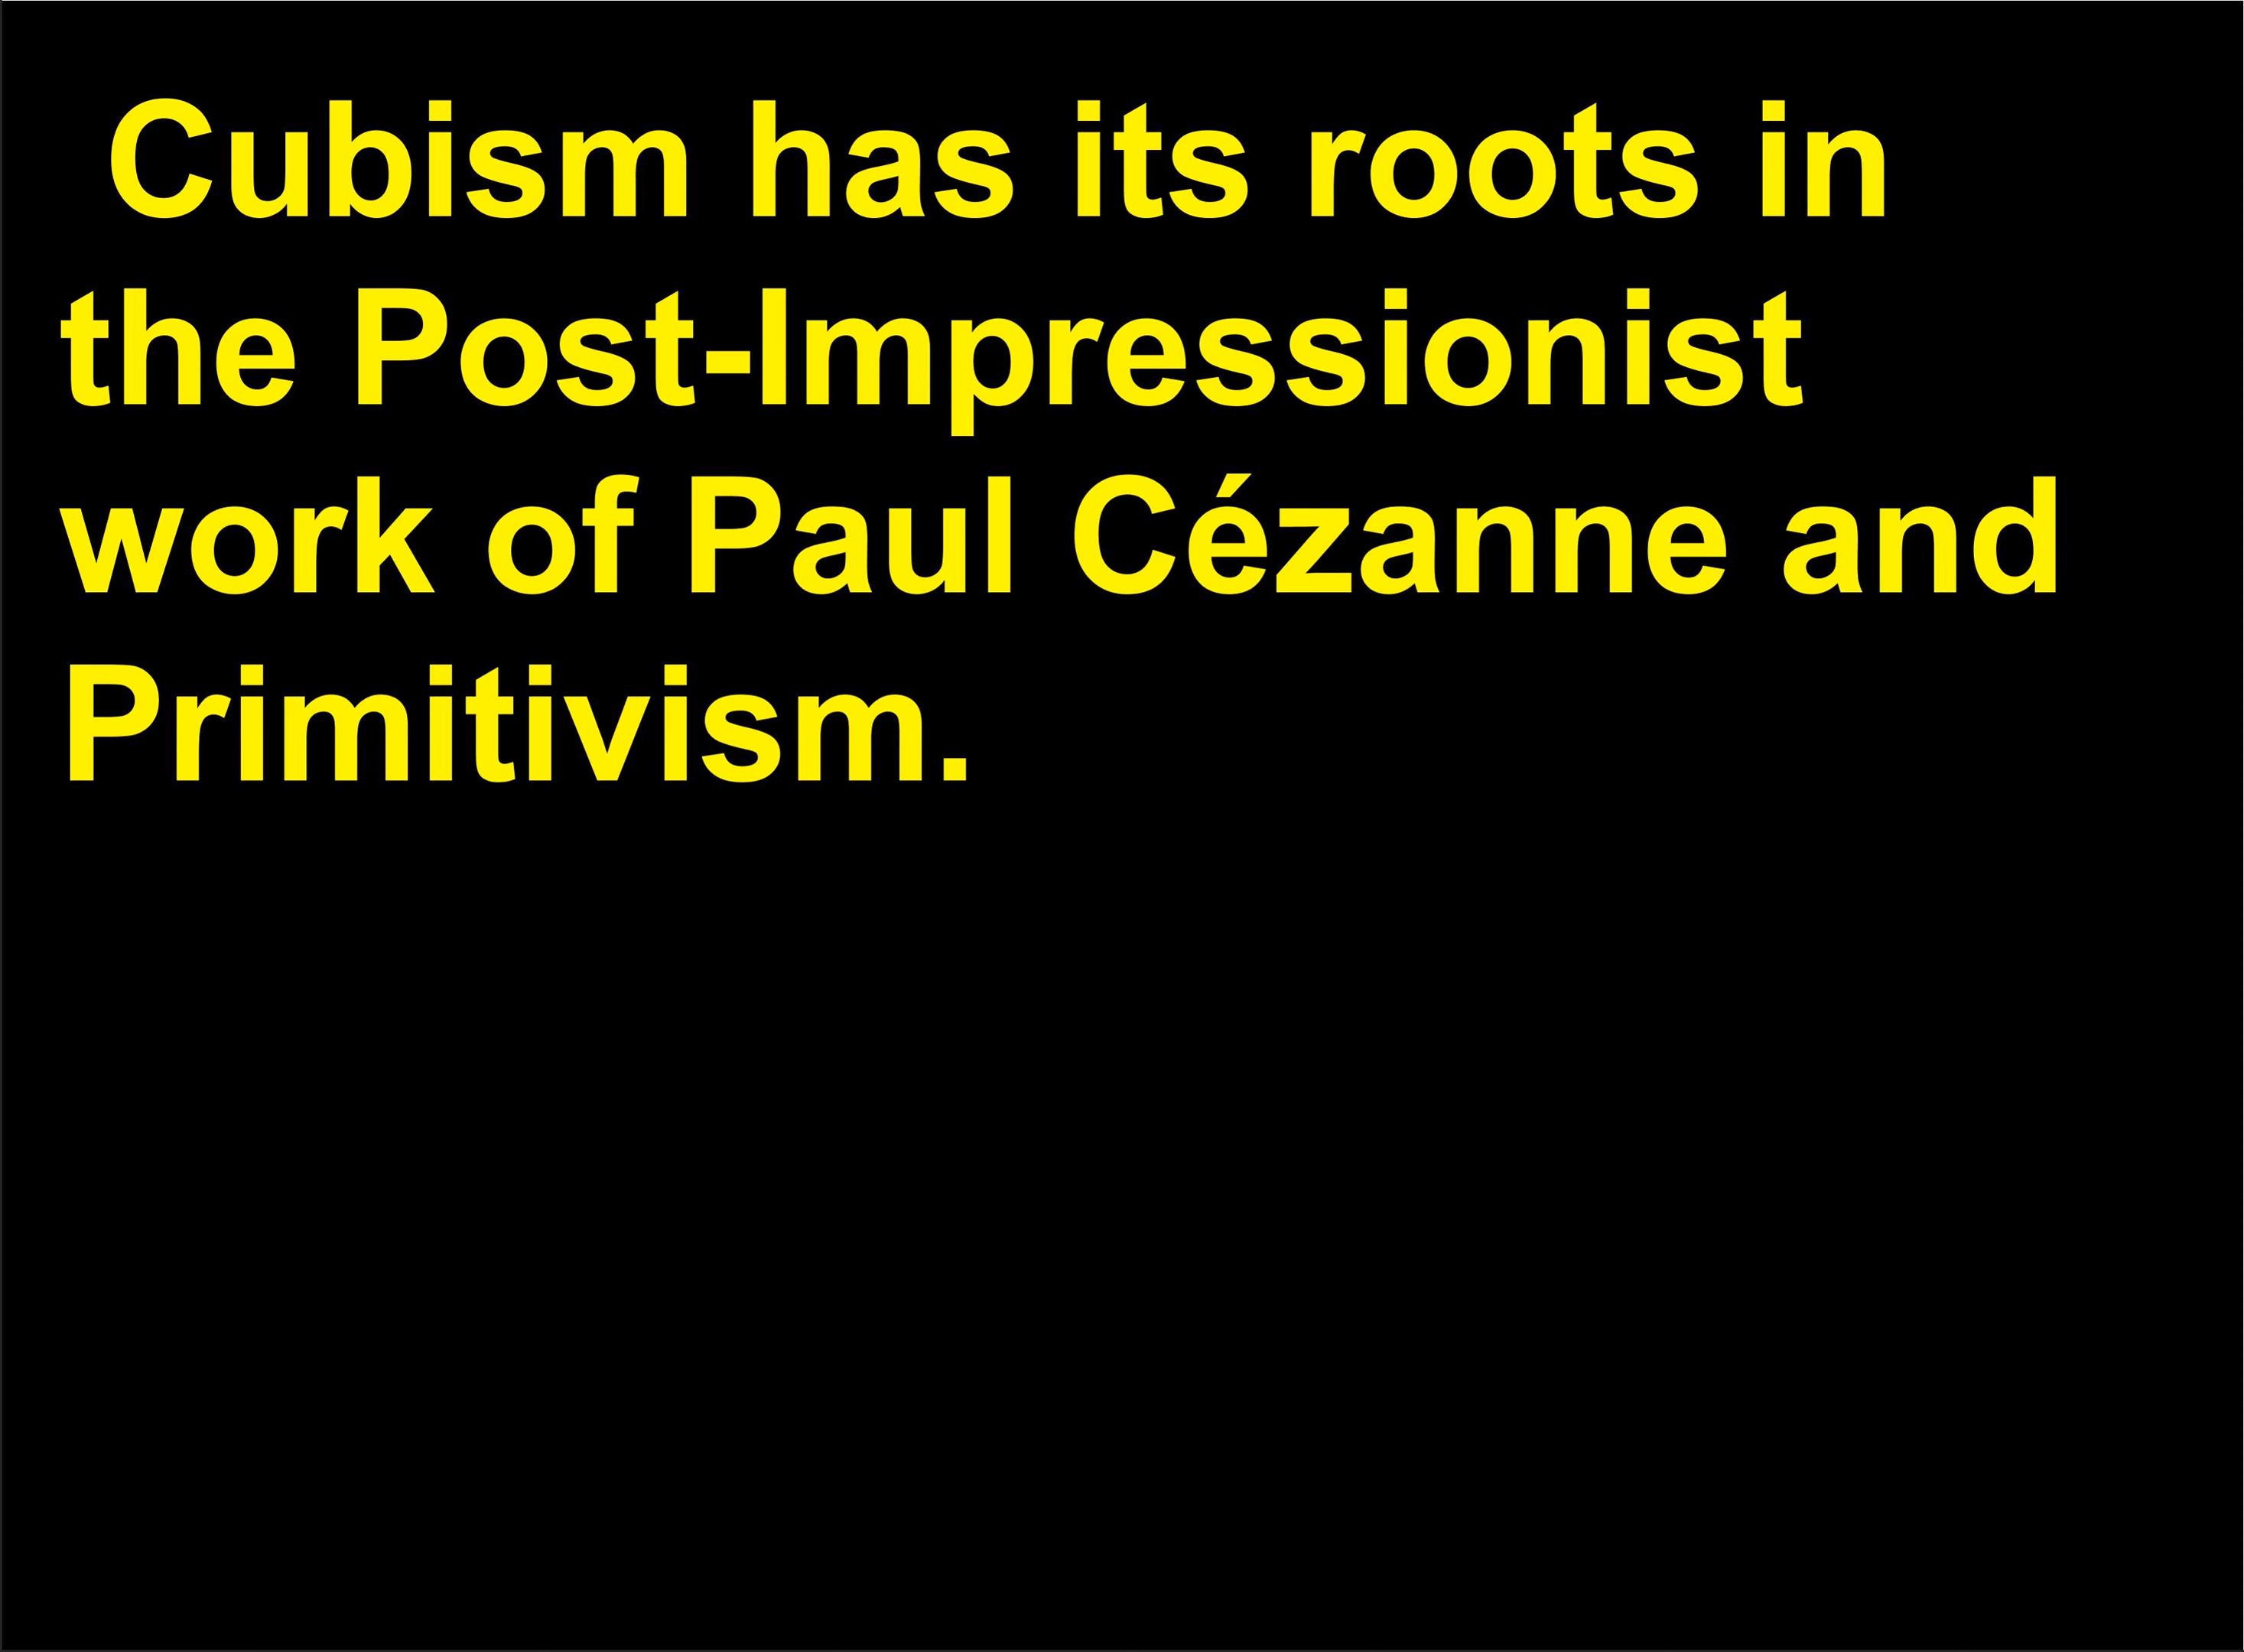 Cubism has its roots in
the Post-Impressionist
work of Paul Cézanne and
Primitivism.